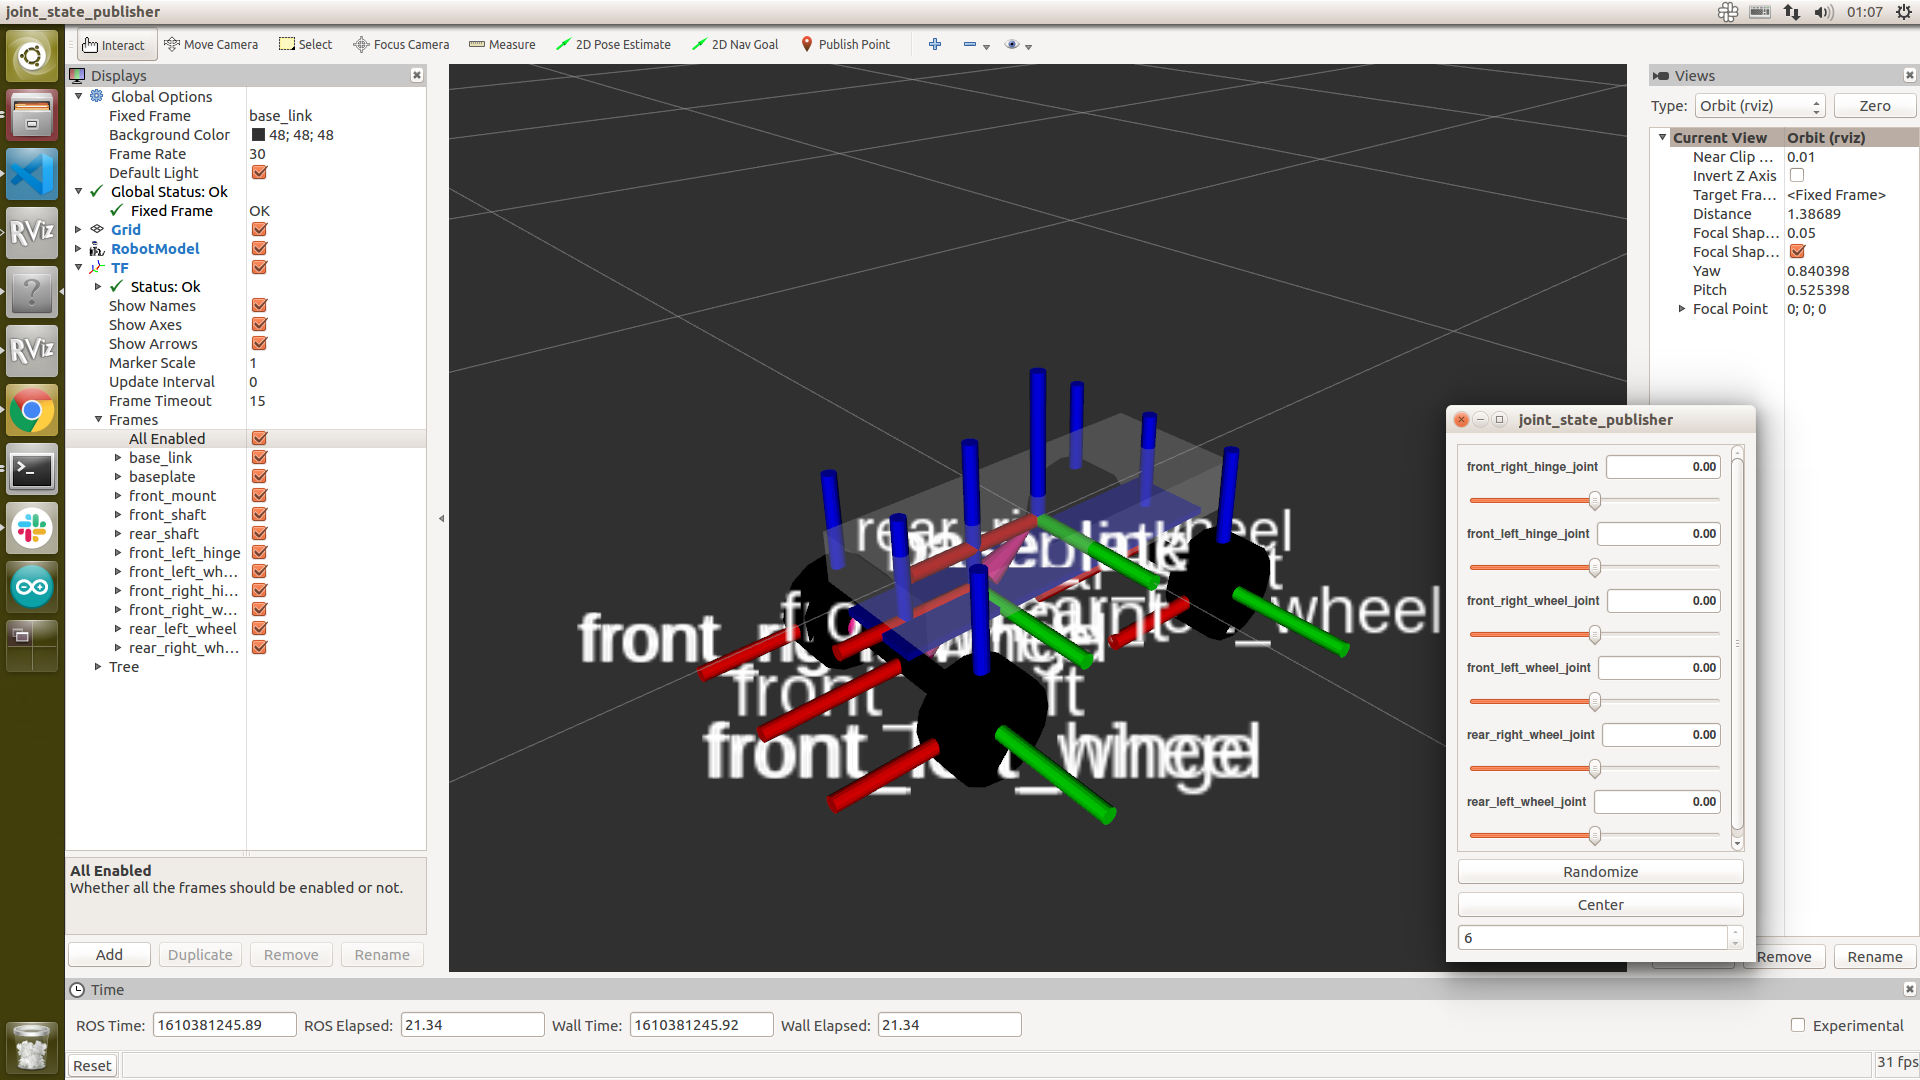 joint_state_publisher
01:07
Interact Move Camera Select Focus Camera Measure 2D Pose Estimate 2D Nav Goal Publish Point
Displays
Global Options
Fixed Frame base_link
Background Color 48; 48; 48
Frame Rate 30
Default Light
Global Status: Ok
Fixed Frame OK
Grid
RobotModel
TF
Status: Ok
Show Names
Show Axes
Show Arrows
Marker Scale 1
Update Interval 0
Frame Timeout 15
Frames
All Enabled
base_link
baseplate
front_mount
front_shaft
rear_shaft
front_left_hinge
front_left_wh...
front_right_hi...
front_right_w...
rear_left_wheel
rear_right_wh...
Tree
All Enabled
Whether all the frames should be enabled or not.
Add Duplicate Remove Rename
RViz
RViz
Views
Type: Orbit (rviz) Zero
Current View Orbit (rviz)
Near Clip ... 0.01
Invert Z Axis
Target Fra... <Fixed Frame>
Distance 1.38689
Focal Shap... 0.05
Focal Shap...
Yaw 0.840398
Pitch 0.525398
Focal Point 0; 0; 0
joint_state_publisher
front_right_hinge_joint 0.00
front_left_hinge_joint 0.00
front_right_wheel_joint 0.00
front_left_wheel_joint 0.00
rear_right_wheel_joint 0.00
rear_left_wheel_joint 0.00
Randomize
Center
6
Remove Rename
Time
ROS Time: 1610381245.89 ROS Elapsed: 21.34 Wall Time: 1610381245.92 Wall Elapsed: 21.34 Experimental
Reset 31 fps